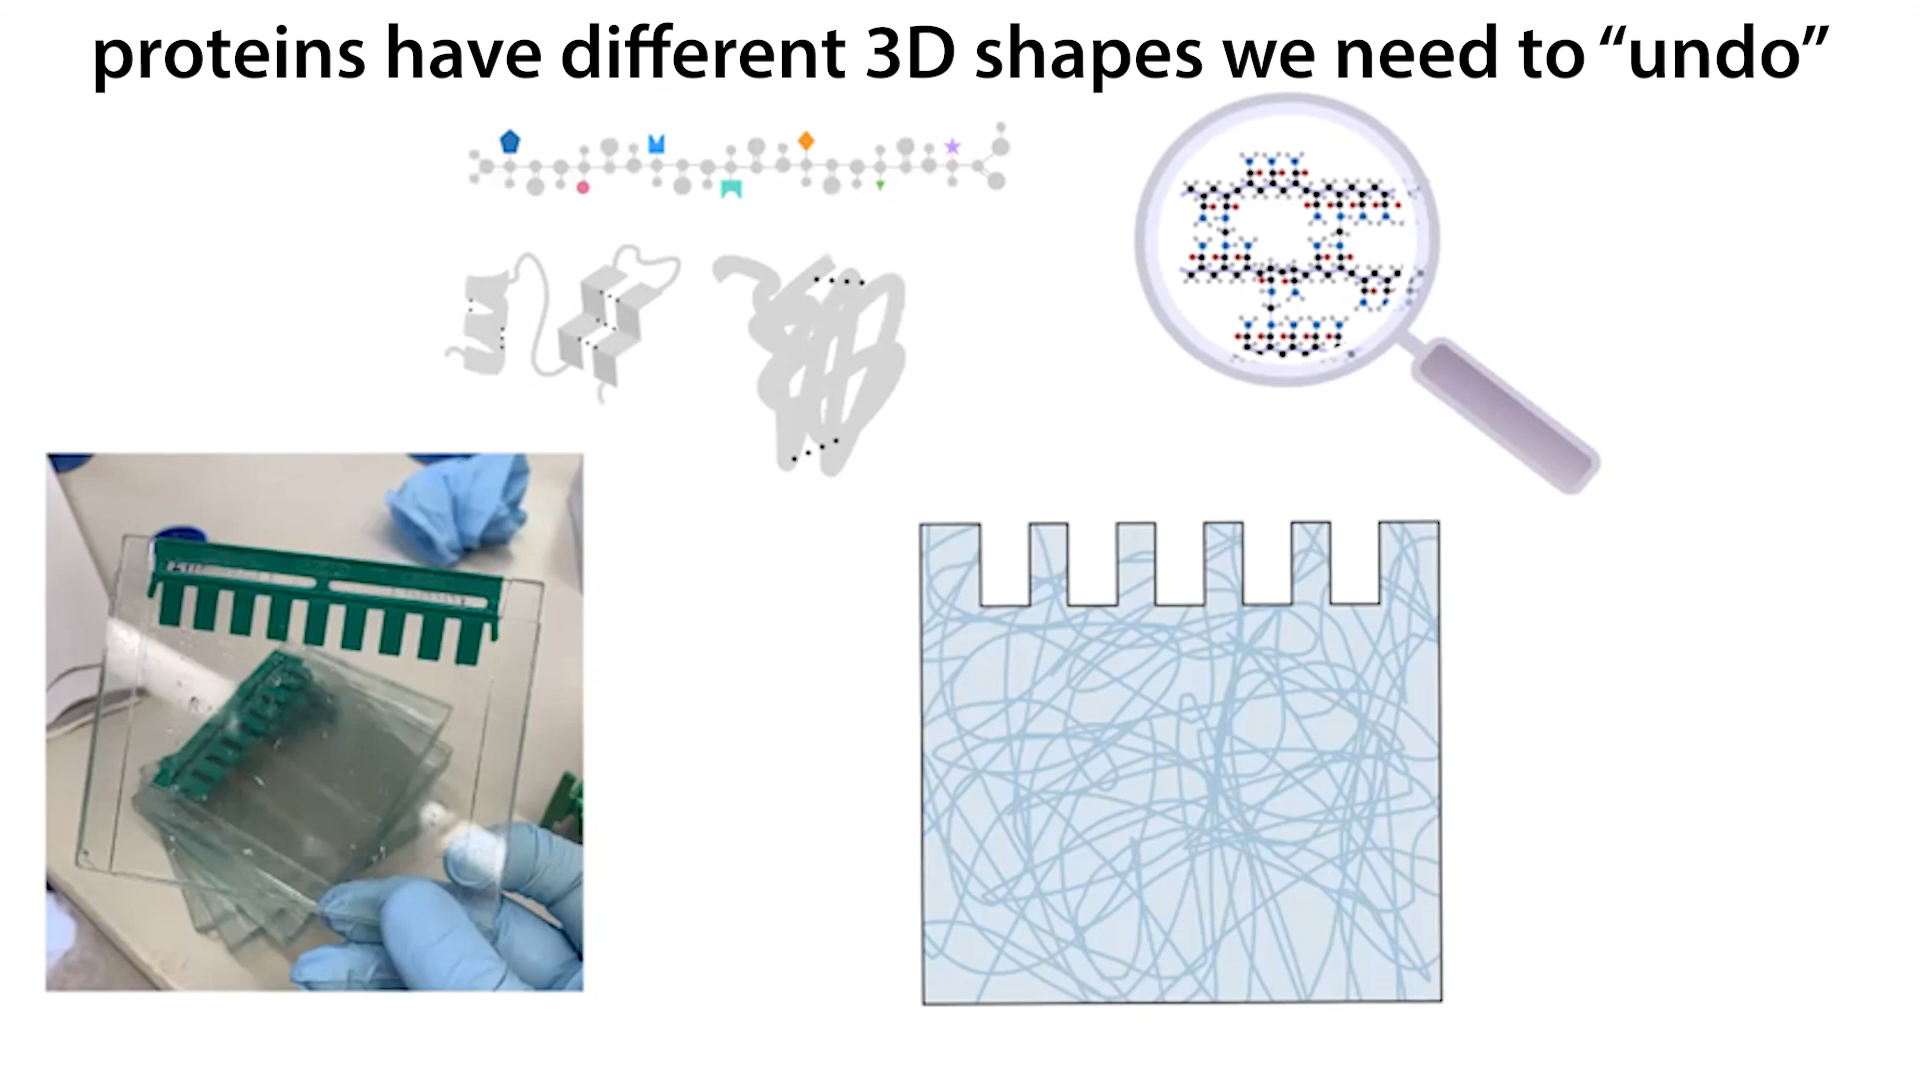 proteins have different 3D shapes we need to “undo”